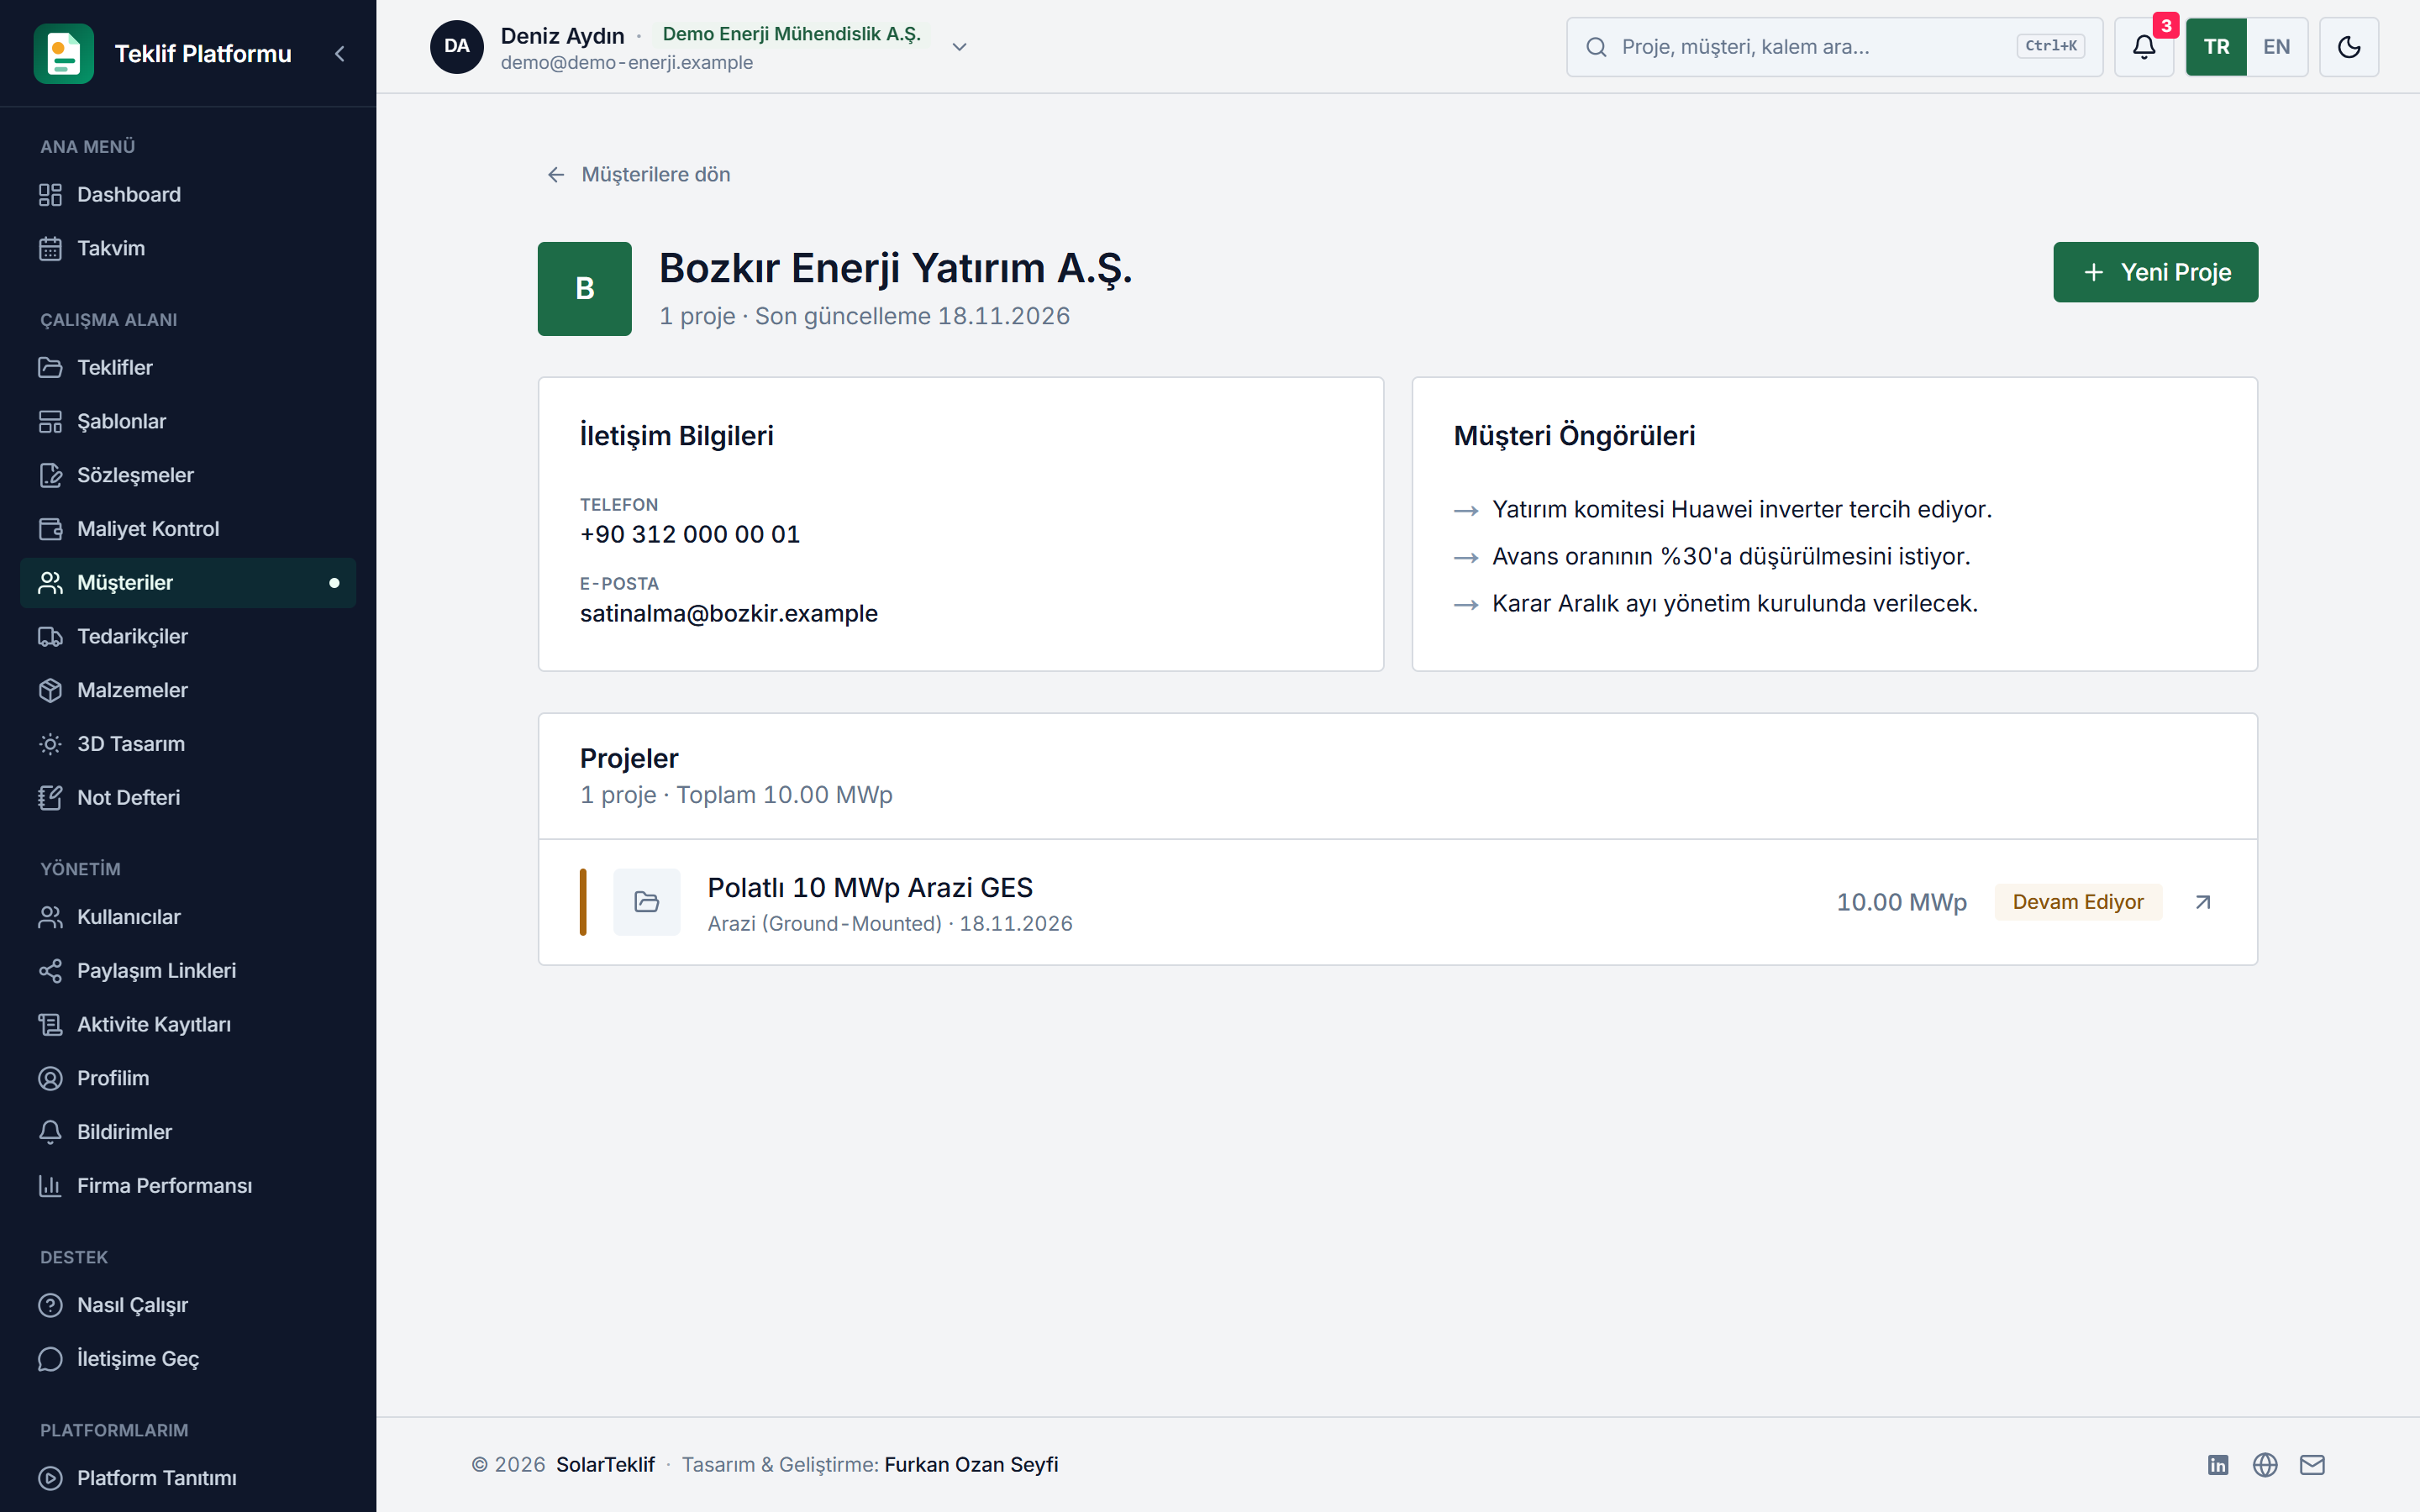 Teklif Platformu
ANA MENÜ
Dashboard
Takvim
ÇALIŞMA ALANI
Teklifler
Şablonlar
Sözleşmeler
Maliyet Kontrol
Müşteriler
Tedarikçiler
Malzemeler
3D Tasarım
Not Defteri
YÖNETİM
Kullanıcılar
Paylaşım Linkleri
Aktivite Kayıtları
Profilim
Bildirimler
Firma Performansı
DESTEK
Nasıl Çalışır
İletişime Geç
PLATFORMLARIM
Platform Tanıtımı
DA
Deniz Aydın · Demo Enerji Mühendislik A.Ş.
demo@demo-enerji.example
Proje, müşteri, kalem ara... Ctrl+K
3
TR EN
Müşterilere dön
B
Bozkır Enerji Yatırım A.Ş.
1 proje · Son güncelleme 18.11.2026
+ Yeni Proje
İletişim Bilgileri
TELEFON
+90 312 000 00 01
E-POSTA
satinalma@bozkir.example
Müşteri Öngörüleri
→ Yatırım komitesi Huawei inverter tercih ediyor.
→ Avans oranının %30'a düşürülmesini istiyor.
→ Karar Aralık ayı yönetim kurulunda verilecek.
Projeler
1 proje · Toplam 10.00 MWp
Polatlı 10 MWp Arazi GES
Arazi (Ground-Mounted) · 18.11.2026
10.00 MWp
Devam Ediyor
© 2026 SolarTeklif · Tasarım & Geliştirme: Furkan Ozan Seyfi